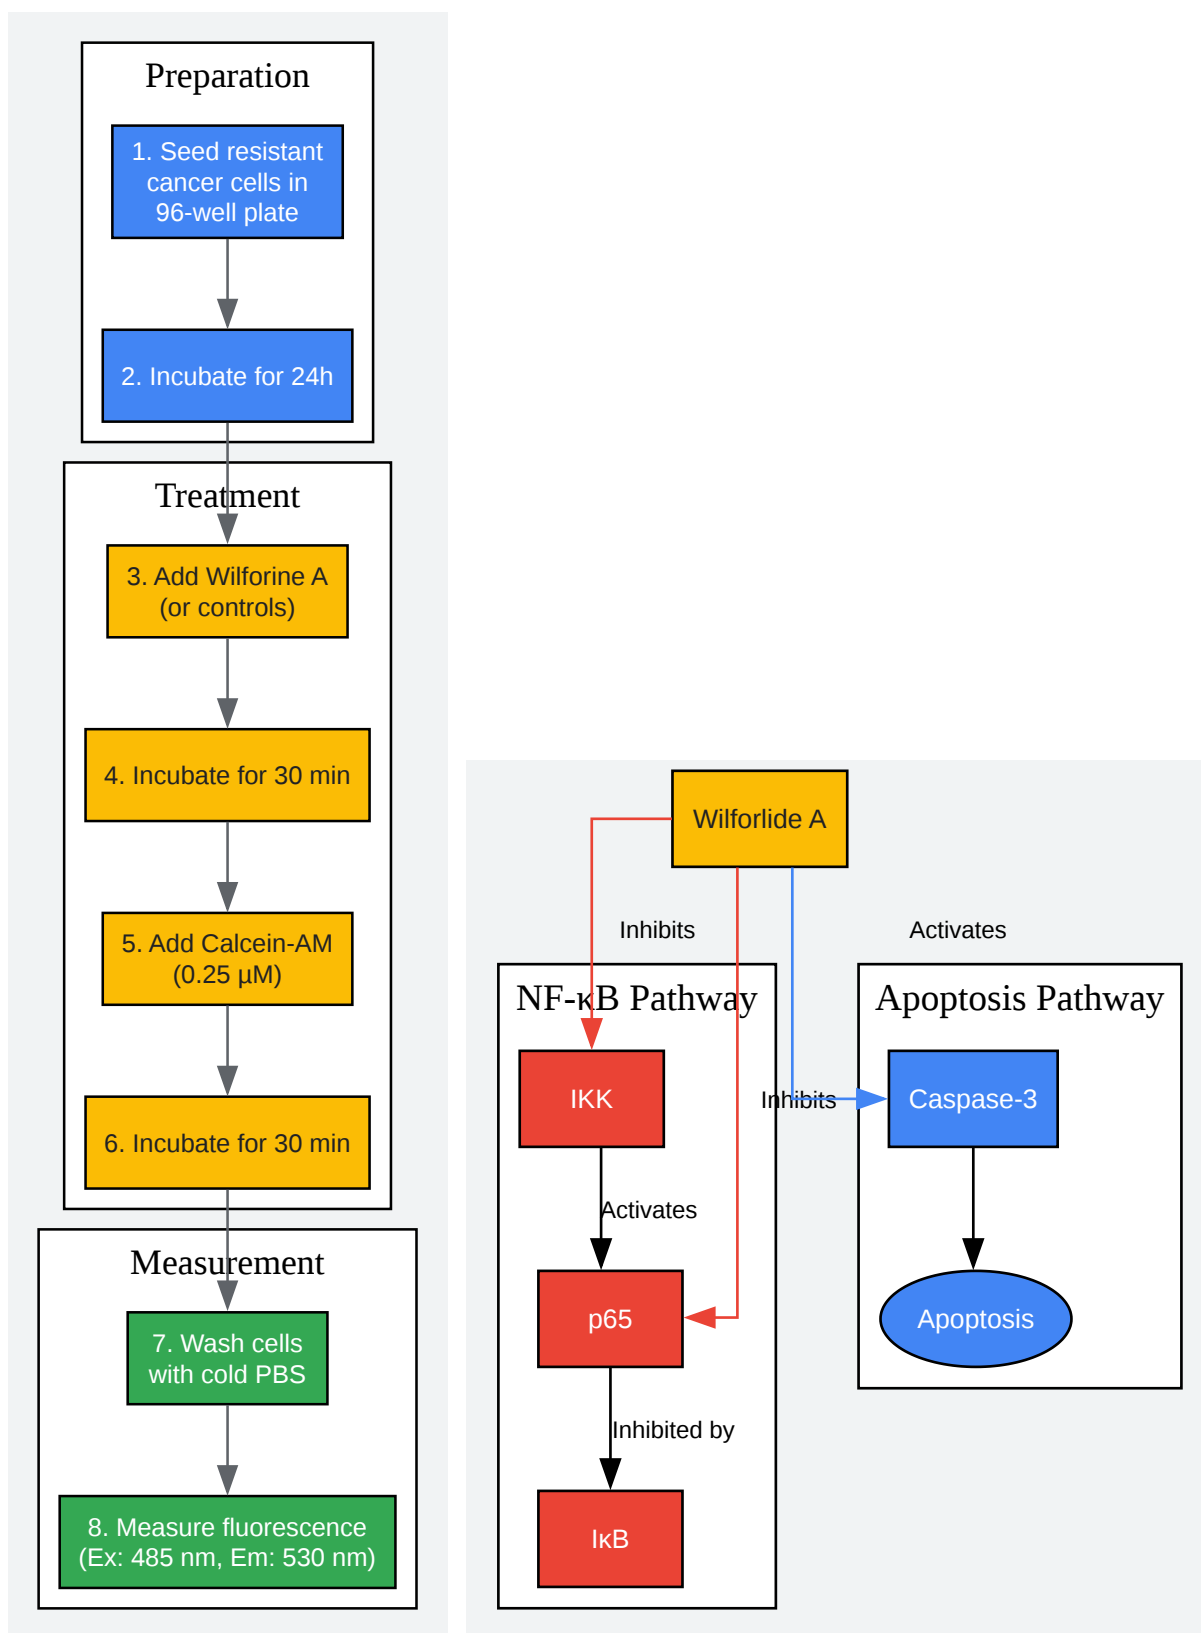 Preparation
1. Seed resistant
cancer cells in
96-well plate
2. Incubate for 24h
Treatment
3. Add Wilforine A
(or controls)
4. Incubate for 30 min
5. Add Calcein-AM
(0.25 µM)
6. Incubate for 30 min
Measurement
7. Wash cells
with cold PBS
8. Measure fluorescence
(Ex: 485 nm, Em: 530 nm)
Wilforlide A
Inhibits
Activates
NF-κB Pathway
IKK
Inhibits
Activates
p65
Inhibited by
IκB
Apoptosis Pathway
Caspase-3
Apoptosis